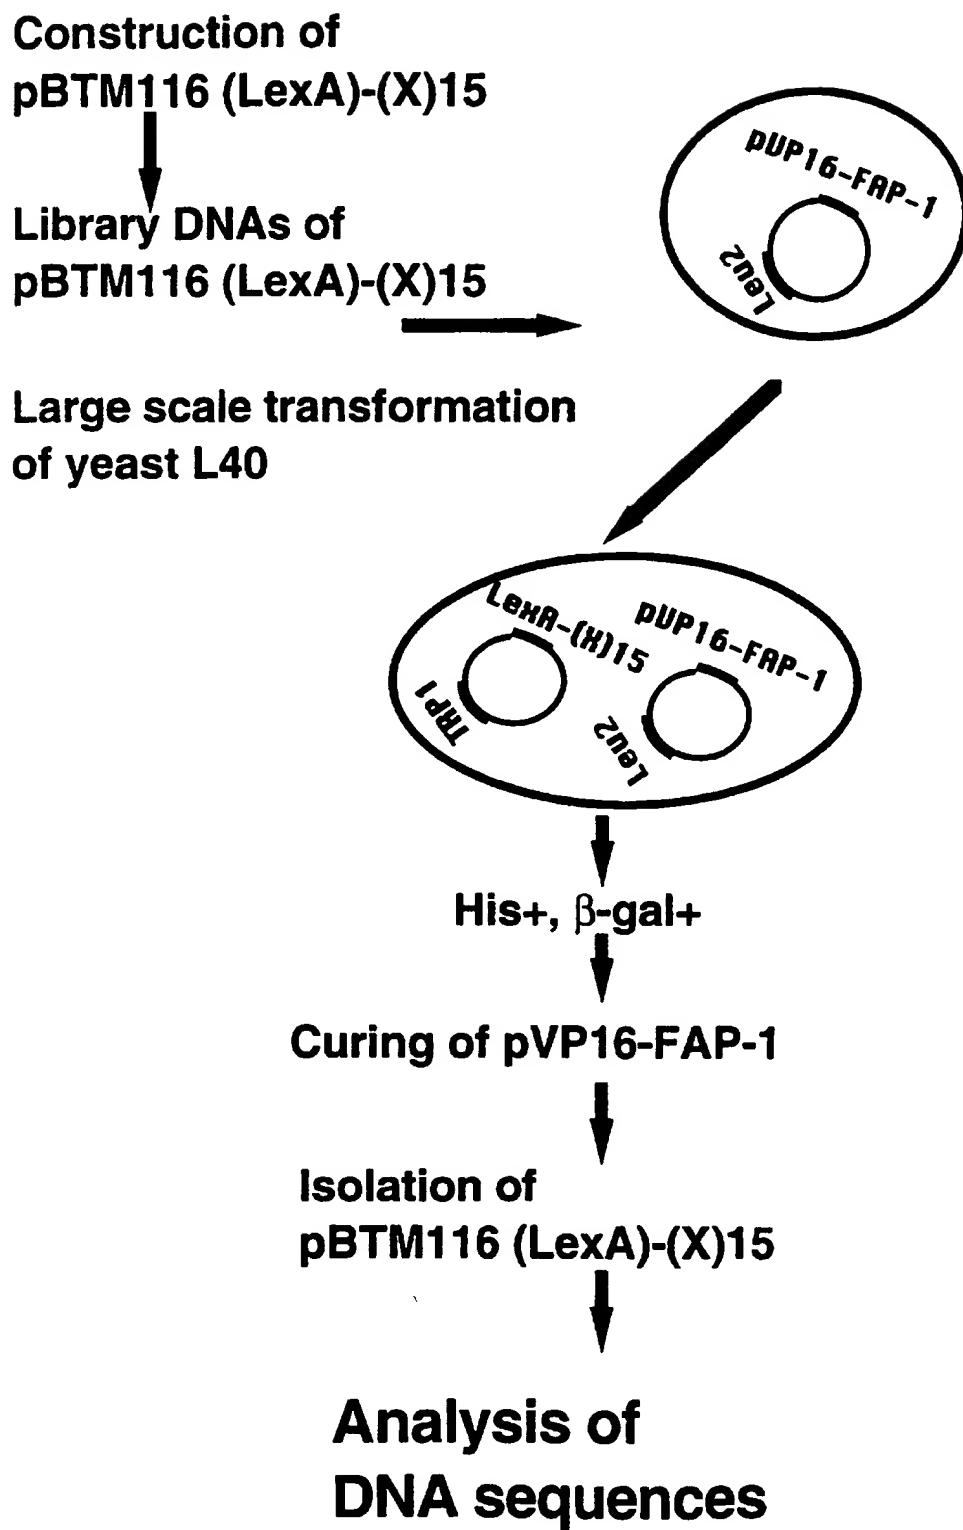 Construction of
pBTM116 (LexA)-(X)15
Library DNAs of
pBTM116 (LexA)-(X)15
pVP16-FAP-1
Leu2
Large scale transformation
of yeast L40
LexA-(X)15
pVP16-FAP-1
TRP1
Leu2
His+, β-gal+
Curing of pVP16-FAP-1
Isolation of
pBTM116 (LexA)-(X)15
Analysis of
DNA sequences